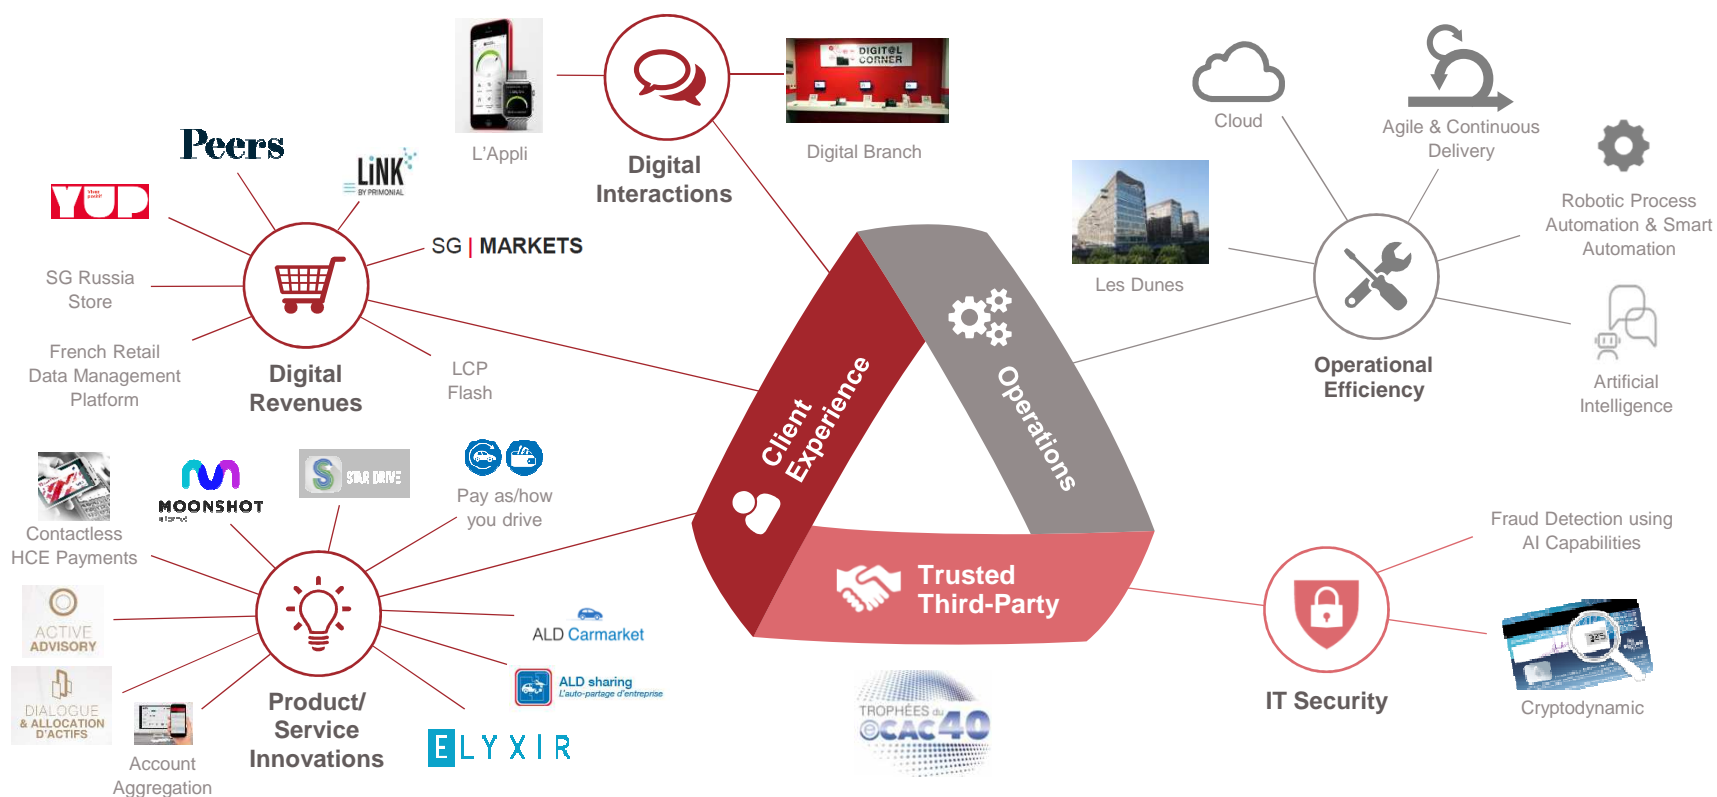 DIGIT@L
CORNER
L'Appli
Digital
Interactions
Digital Branch
Peers
LiNK
BY PRIMONIAL
YUP
SG | MARKETS
SG Russia
Store
French Retail
Data Management
Platform
Digital
Revenues
LCP
Flash
Cloud
Agile & Continuous
Delivery
Les Dunes
Robotic Process
Automation & Smart
Automation
Operational
Efficiency
Artificial
Intelligence
Client
Experience
Operations
Trusted
Third-Party
Contactless
HCE Payments
MOONSHOT
STAR DRIVE
Pay as/how
you drive
ACTIVE
ADVISORY
DIALOGUE
& ALLOCATION
D'ACTIFS
Account
Aggregation
Product/
Service
Innovations
ALD Carmarket
ALD sharing
L'auto-partage d'entreprise
ELYXIR
TROPHÉES du
eCAC40
Fraud Detection using
AI Capabilities
IT Security
Cryptodynamic